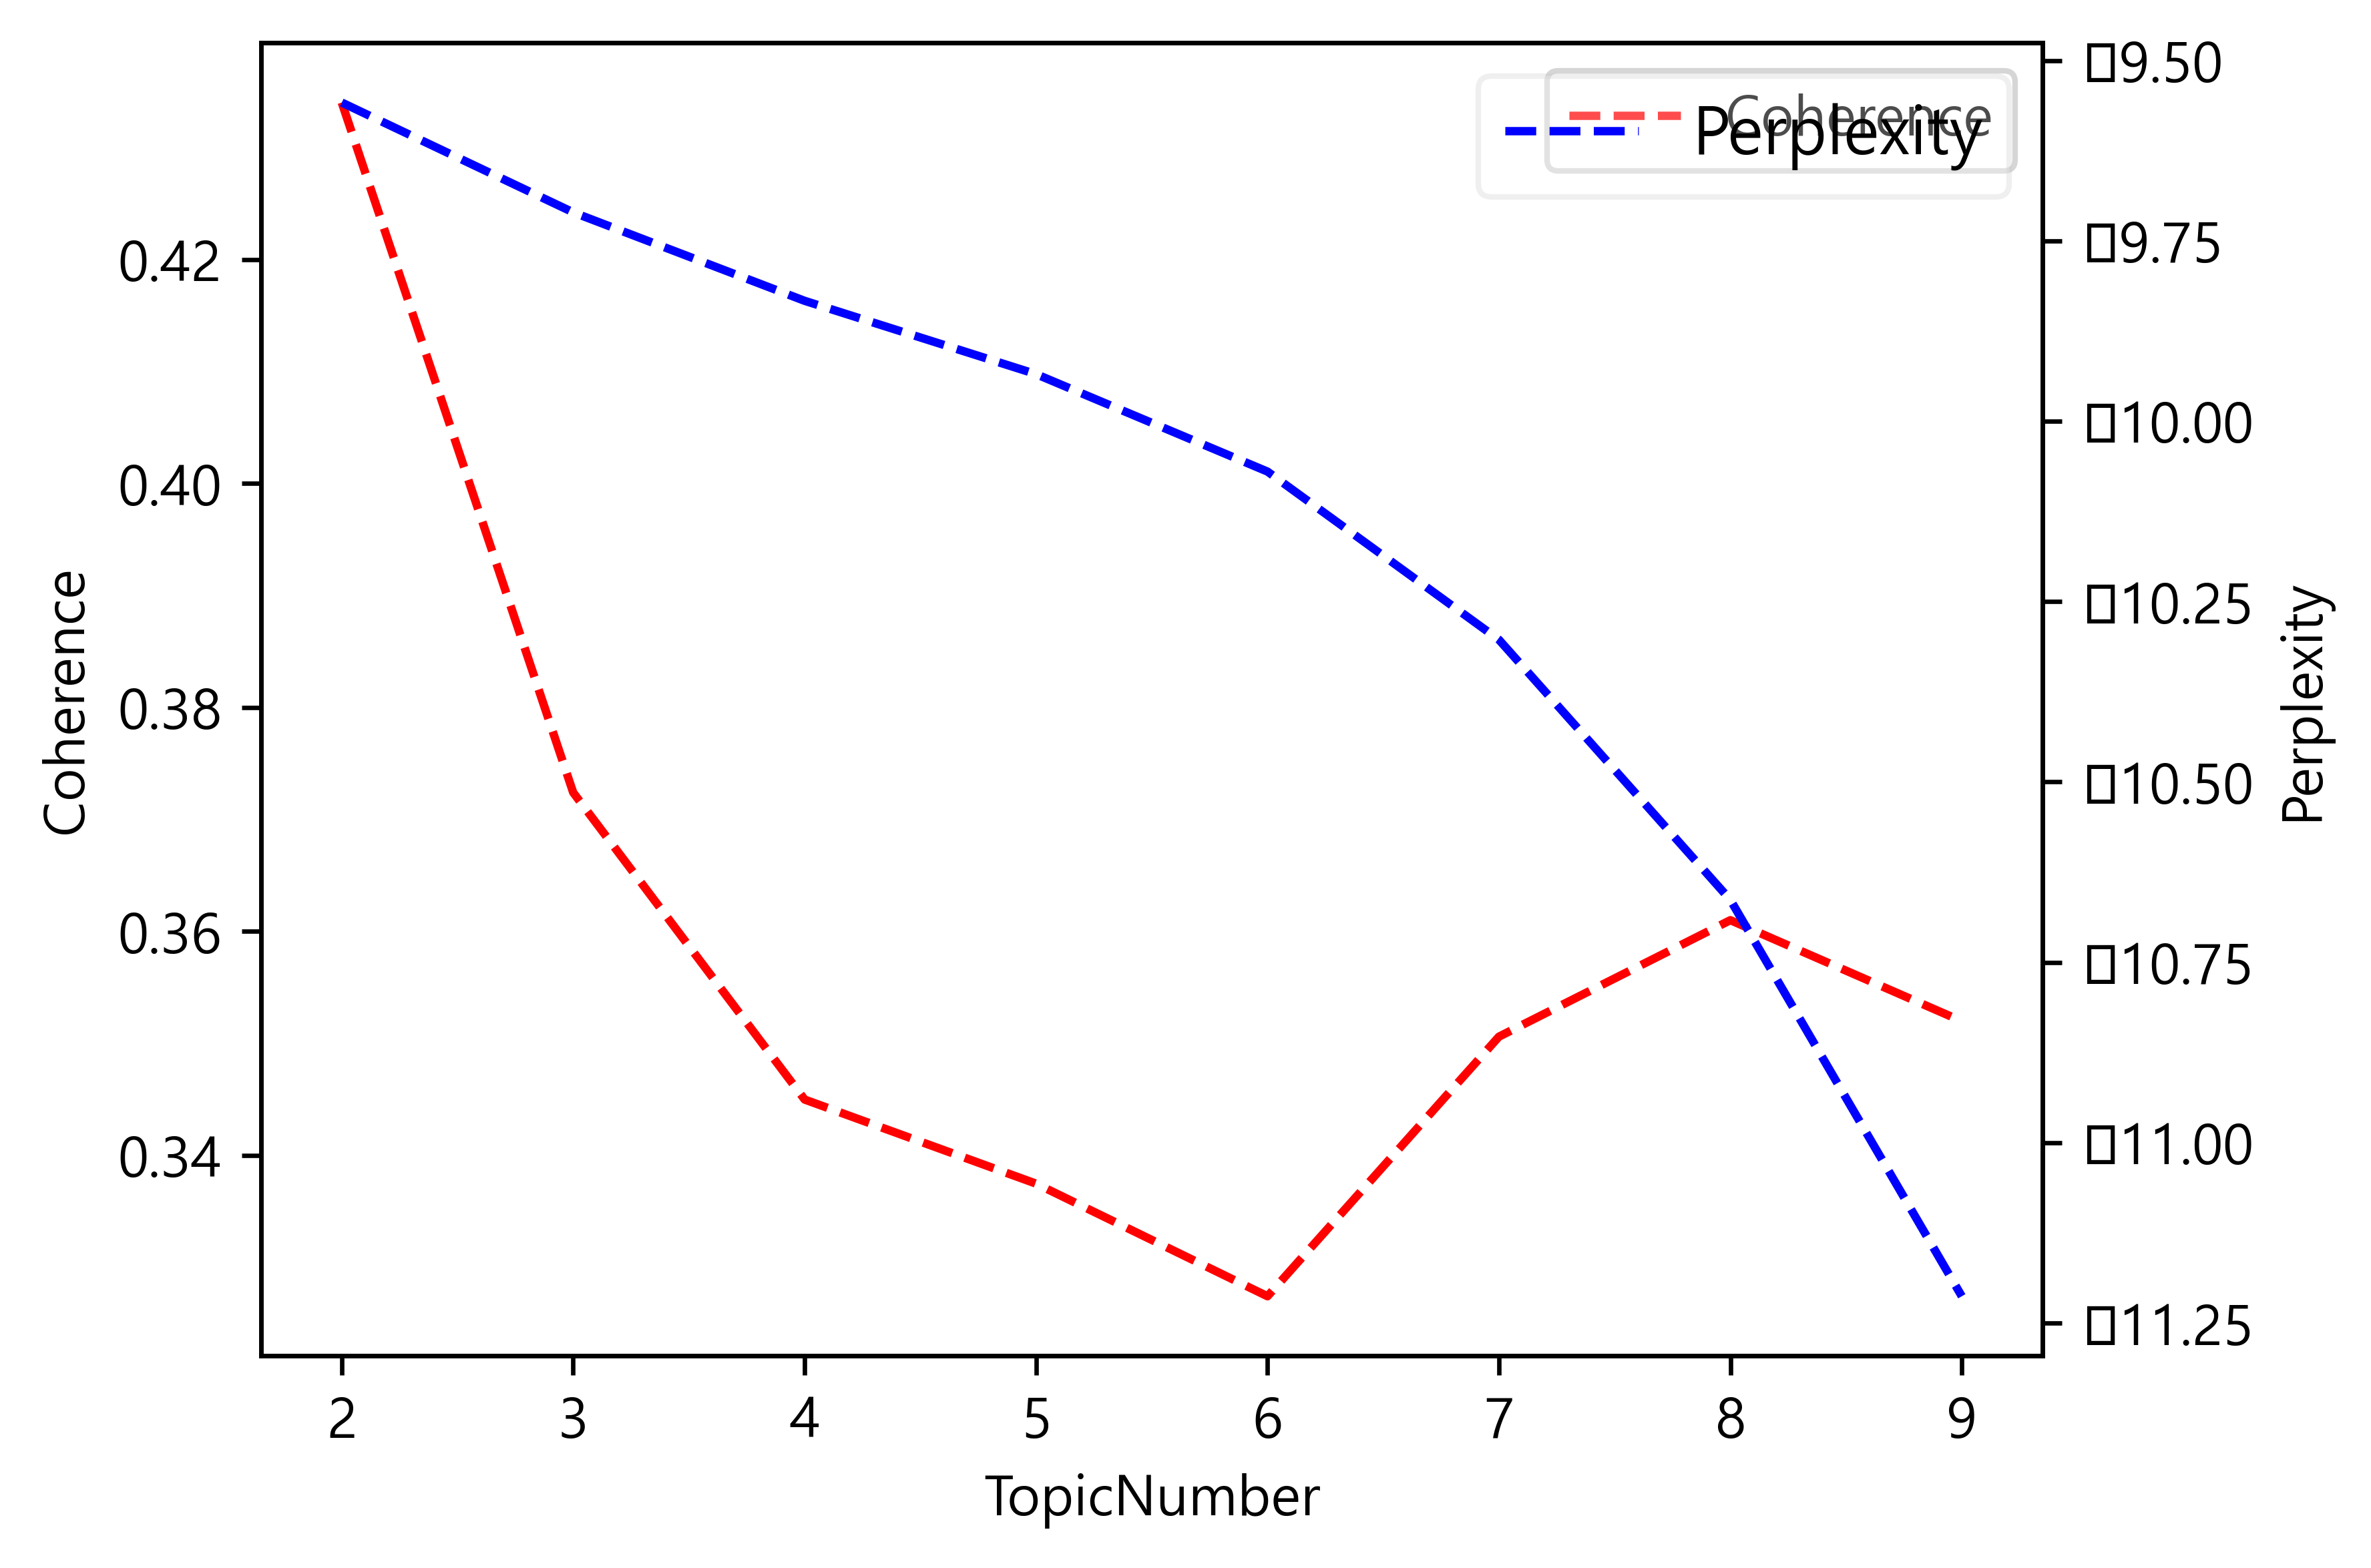 Coherence
Perplexity
0.42
0.40
0.38
0.36
0.34
Coherence
▯9.50
▯9.75
▯10.00
▯10.25
▯10.50
▯10.75
▯11.00
▯11.25
Perplexity
2 3 4 5 6 7 8 9
TopicNumber